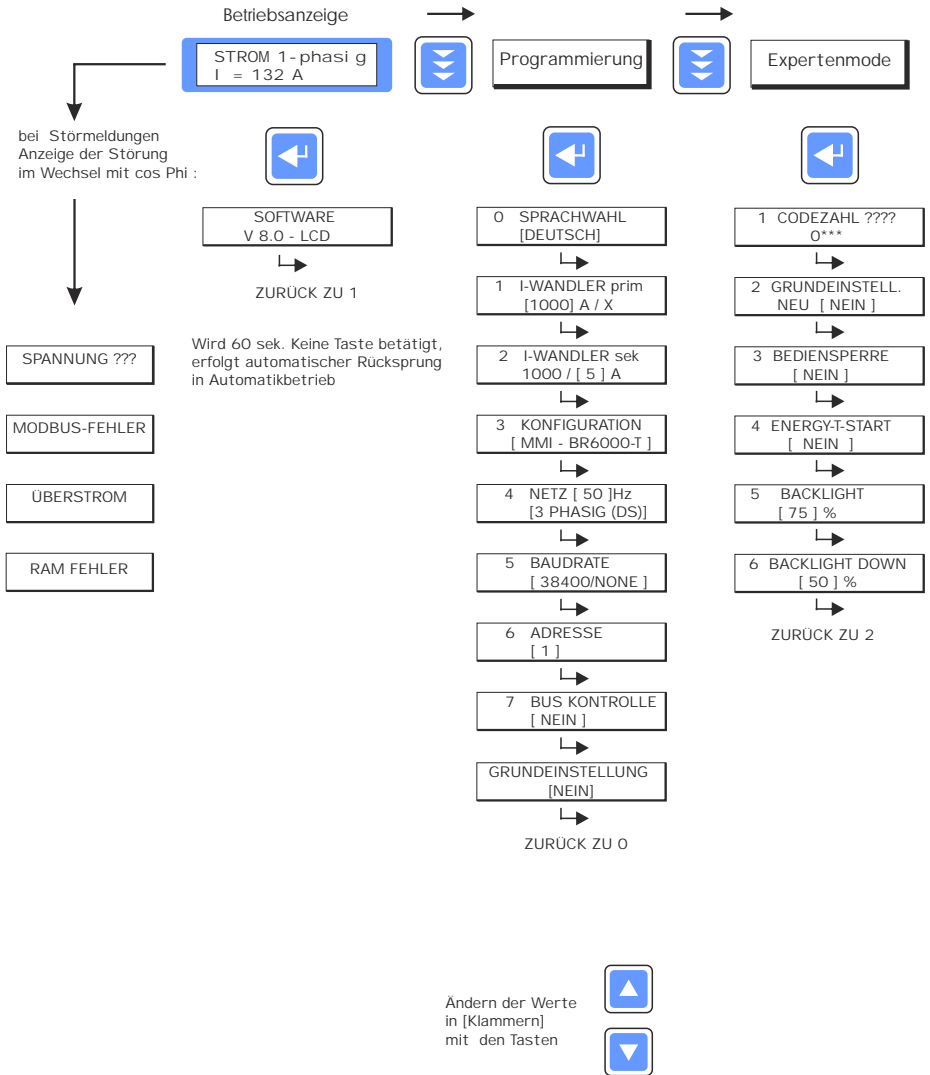 Betriebsanzeige
STROM 1-phasig
I = 132 A
Programmierung
Expertenmode
bei Störmeldungen
Anzeige der Störung
im Wechsel mit cos Phi :
SPANNUNG ???
MODBUS-FEHLER
ÜBERSTROM
RAM FEHLER
SOFTWARE
V 8.0 - LCD
ZURÜCK ZU 1
Wird 60 sek. Keine Taste betätigt,
erfolgt automatischer Rücksprung
in Automatikbetrieb
0 SPRACHWAHL
[DEUTSCH]
1 I-WANDLER prim
[1000] A / X
2 I-WANDLER sek
1000 / [ 5 ] A
3 KONFIGURATION
[ MMI - BR6000-T ]
4 NETZ [ 50 ]Hz
[3 PHASIG (DS)]
5 BAUDRATE
[ 38400/NONE ]
6 ADRESSE
[ 1 ]
7 BUS KONTROLLE
[ NEIN ]
GRUNDEINSTELLUNG
[NEIN]
ZURÜCK ZU 0
1 CODEZAHL ????
0***
2 GRUNDEINSTELL.
NEU [ NEIN ]
3 BEDIENSPERRE
[ NEIN ]
4 ENERGY-T-START
[ NEIN ]
5 BACKLIGHT
[ 75 ] %
6 BACKLIGHT DOWN
[ 50 ] %
ZURÜCK ZU 2
Ändern der Werte
in [Klammern]
mit den Tasten